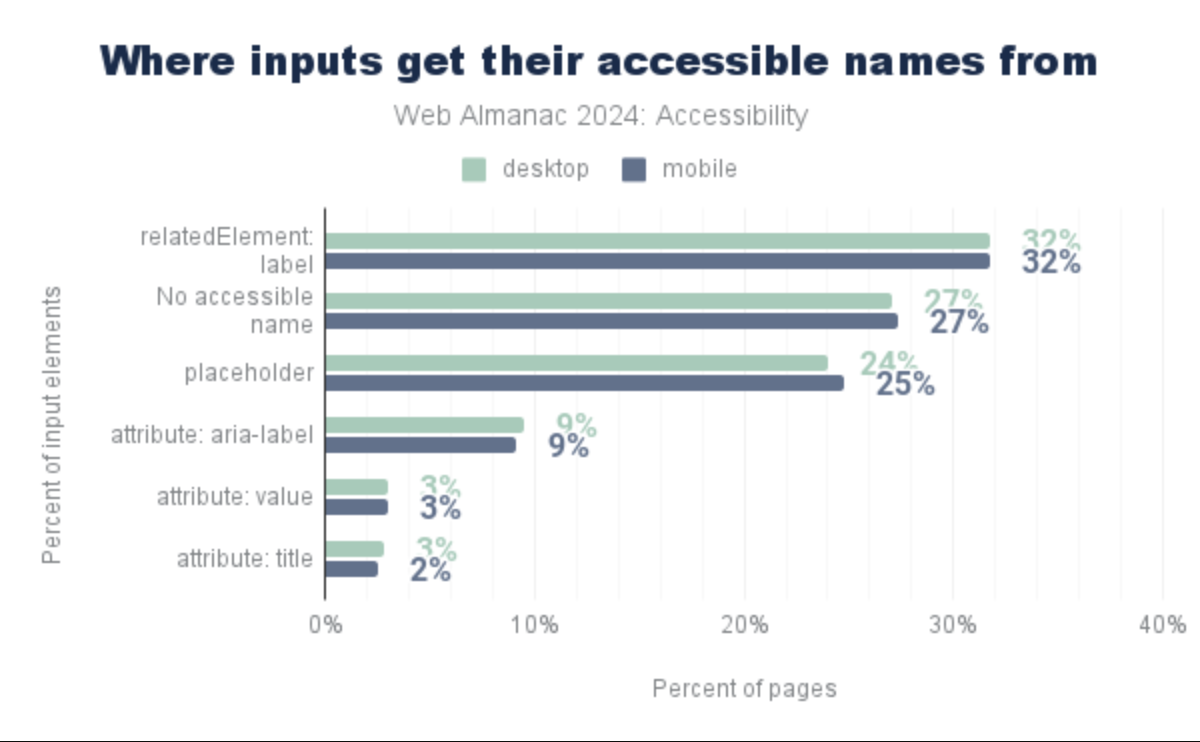 Where inputs get their accessible names from
Web Almanac 2024: Accessibility
desktop
mobile
Percent of input elements
relatedElement:
label
32%
32%
No accessible
name
27%
27%
placeholder
24%
25%
attribute: aria-label
9%
9%
attribute: value
3%
3%
attribute: title
3%
2%
0%
10%
20%
30%
40%
Percent of pages